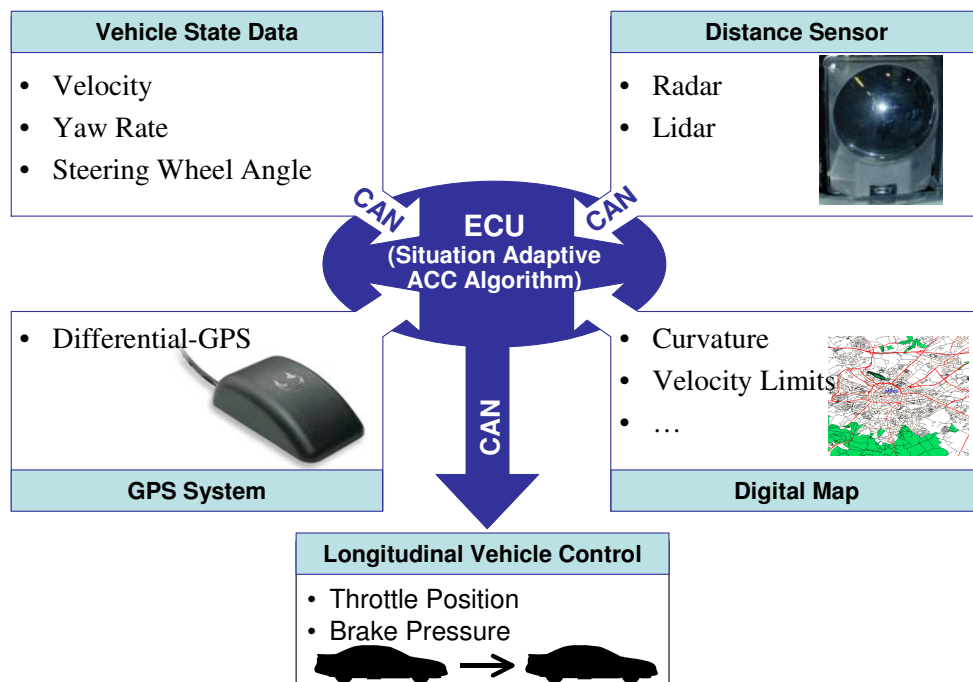 Vehicle State Data
• Velocity
• Yaw Rate
• Steering Wheel Angle
Distance Sensor
• Radar
• Lidar
CAN
CAN
ECU
(Situation Adaptive
ACC Algorithm)
• Differential-GPS
GPS System
• Curvature
• Velocity Limits
• …
Digital Map
CAN
Longitudinal Vehicle Control
• Throttle Position
• Brake Pressure